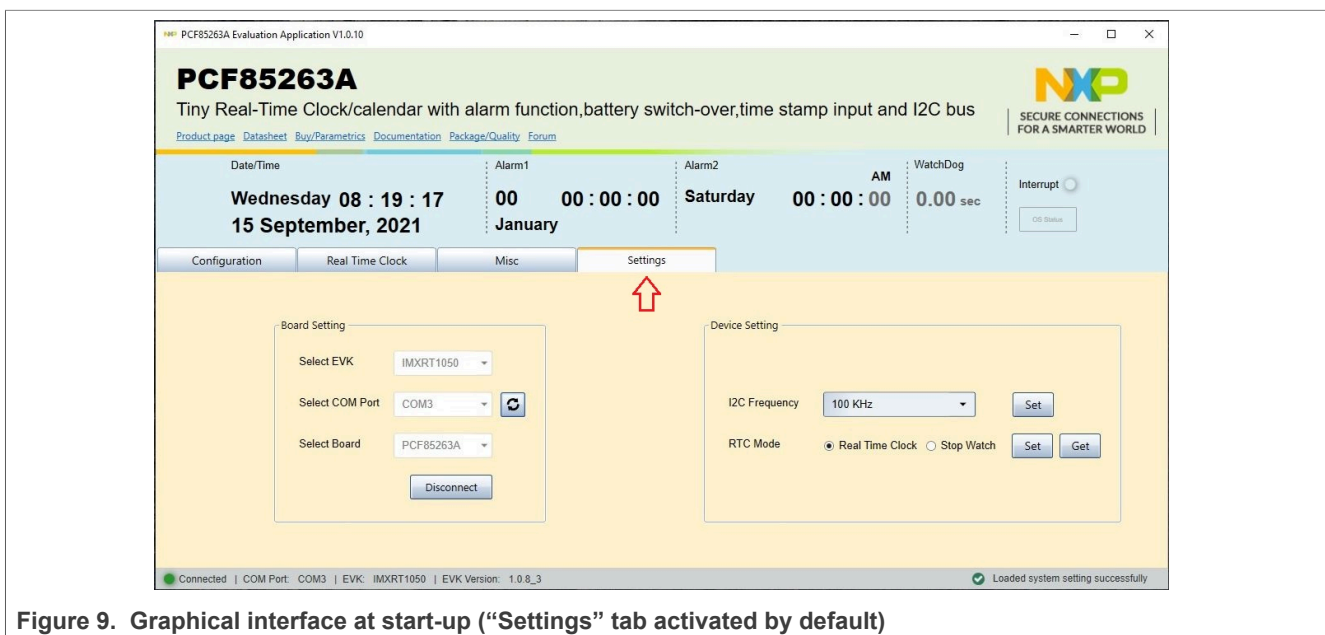 PCF85263A Evaluation Application V1.0.10
PCF85263A
Tiny Real-Time Clock/calendar with alarm function,battery switch-over,time stamp input and I2C bus
Product page Datasheet Buy/Parametrics Documentation Package/Quality Forum
NXP
SECURE CONNECTIONS
FOR A SMARTER WORLD
Date/Time
Wednesday 08 : 19 : 17
15 September, 2021
Alarm1
00 00 : 00 : 00
January
Alarm2
AM
Saturday 00 : 00 : 00
WatchDog
0.00 sec
Interrupt
OS Status
Configuration Real Time Clock Misc Settings
Board Setting
Select EVK IMXRT1050
Select COM Port COM3
Select Board PCF85263A
Disconnect
Device Setting
I2C Frequency 100 KHz Set
RTC Mode Real Time Clock Stop Watch Set Get
Connected | COM Port: COM3 | EVK: IMXRT1050 | EVK Version: 1.0.8_3
Loaded system setting successfully
Figure 9. Graphical interface at start-up (“Settings” tab activated by default)